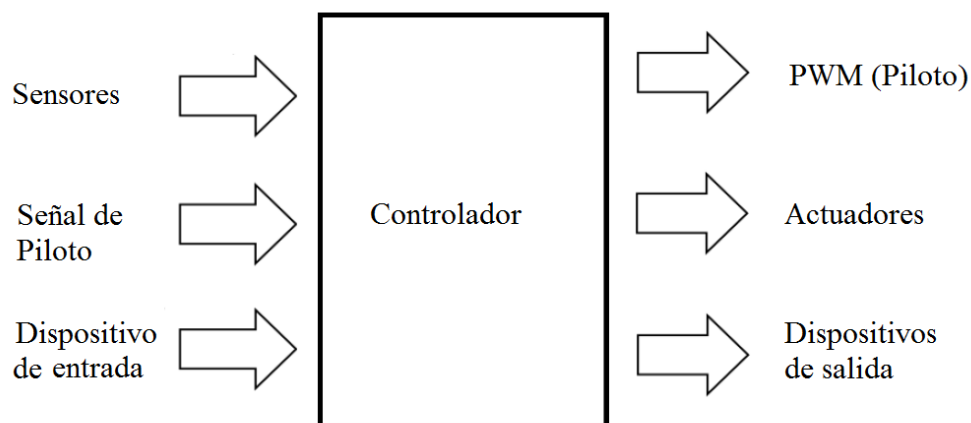 Sensores
Señal de
Piloto
Dispositivo
de entrada
Controlador
PWM (Piloto)
Actuadores
Dispositivos
de salida